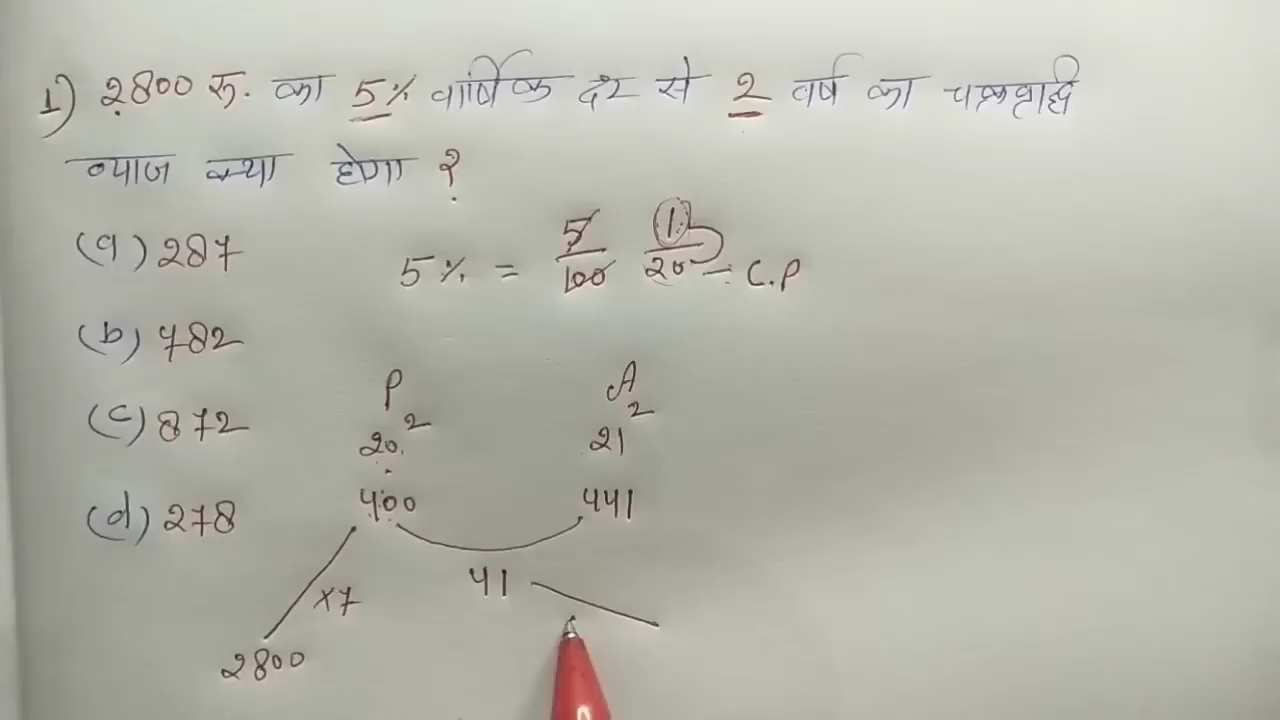 1) 2800 रु. का 5% वार्षिक दर से 2 वर्ष का चक्रवृद्धि
ब्याज क्या होगा ?
(a) 287
(b) 782
(c) 872
(d) 278
5% = 5/100 1/20 - C.P
P A
20² 21²
400 441
41
×7
2800